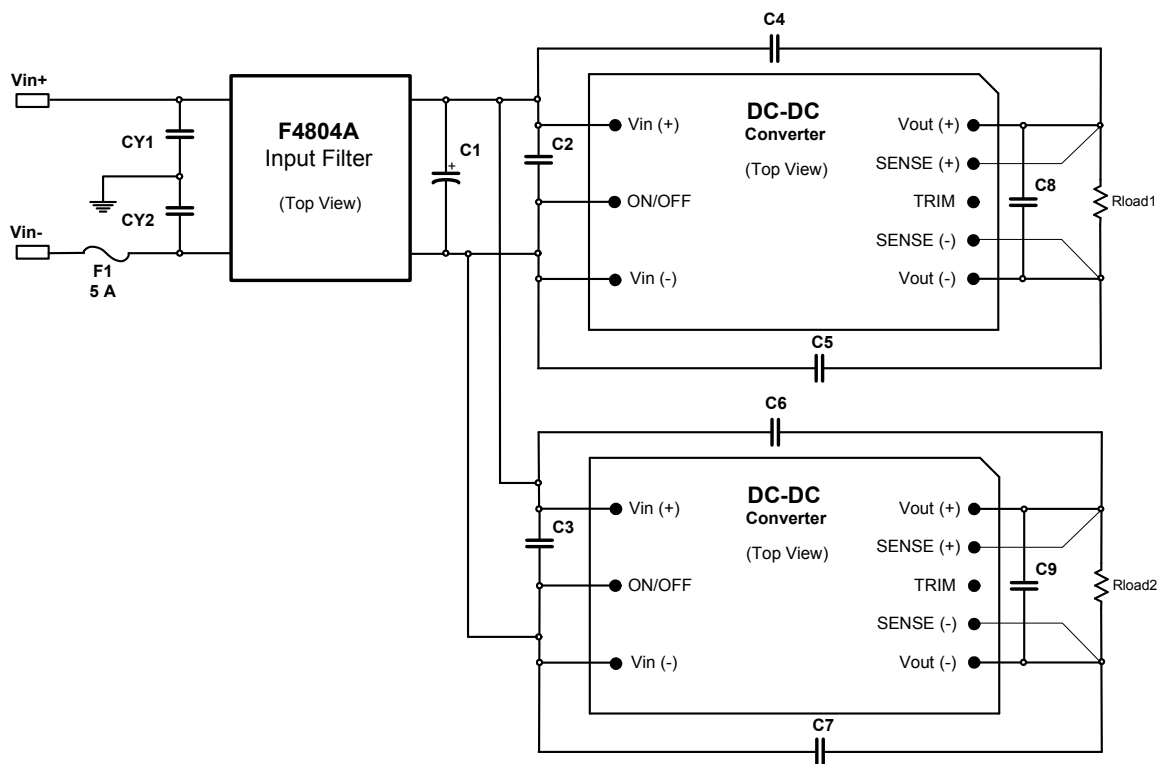 C4
Vin+
CY1
CY2
Vin-
F1
5 A
F4804A
Input Filter
(Top View)
C1
+
C2
DC-DC
Converter
(Top View)
Vin (+)
ON/OFF
Vin (-)
Vout (+)
SENSE (+)
TRIM
SENSE (-)
Vout (-)
C8
Rload1
C5
C6
C3
DC-DC
Converter
(Top View)
Vin (+)
ON/OFF
Vin (-)
Vout (+)
SENSE (+)
TRIM
SENSE (-)
Vout (-)
C9
Rload2
C7